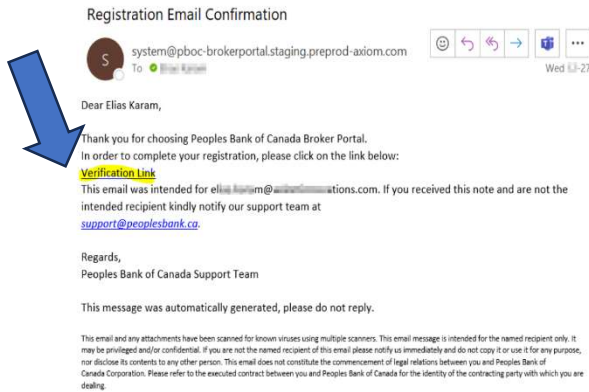 Registration Email Confirmation
S
system@pboc-brokerportal.staging.preprod-axiom.com
To
Wed
Dear Elias Karam,
Thank you for choosing Peoples Bank of Canada Broker Portal.
In order to complete your registration, please click on the link below:
Verification Link
This email was intended for If you received this note and are not the
intended recipient kindly notify our support team at
support@peoplesbank.ca.
Regards,
Peoples Bank of Canada Support Team
This message was automatically generated, please do not reply.
This email and any attachments have been scanned for known viruses using multiple scanners. This email message is intended for the named recipient only. It
may be privileged and/or confidential. If you are not the named recipient of this email please notify us immediately and do not copy it or use it for any purpose,
nor disclose its contents to any other person. This email does not constitute the commencement of legal relations between you and Peoples Bank of
Canada Corporation. Please refer to the executed contract between you and Peoples Bank of Canada for the identity of the contracting party with which you are
dealing.